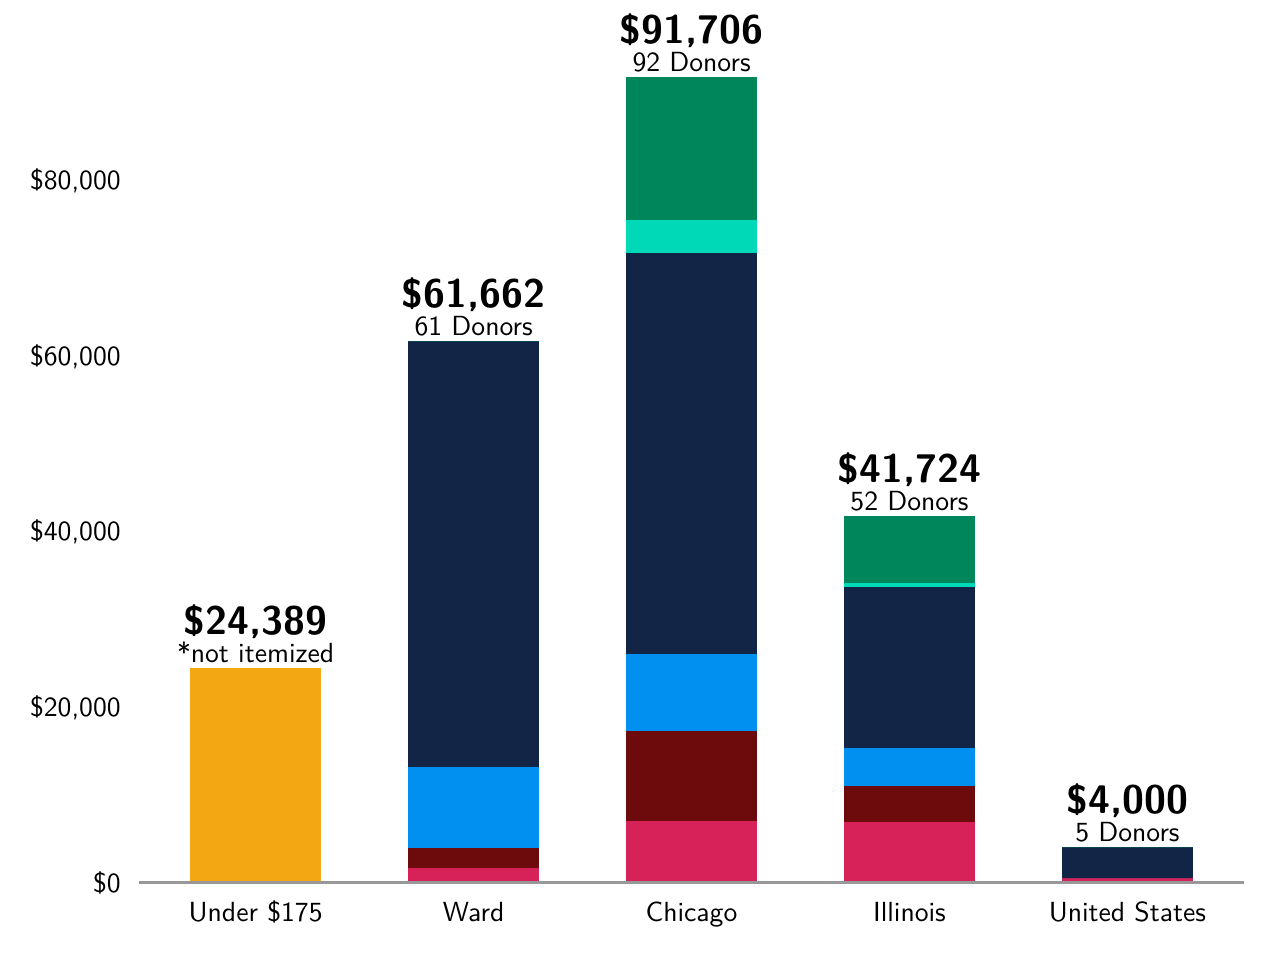 $91,706
92 Donors
$80,000
$61,662
61 Donors
$60,000
$41,724
52 Donors
$40,000
$24,389
*not itemized
$20,000
$4,000
5 Donors
$0
Under $175
Ward
Chicago
Illinois
United States